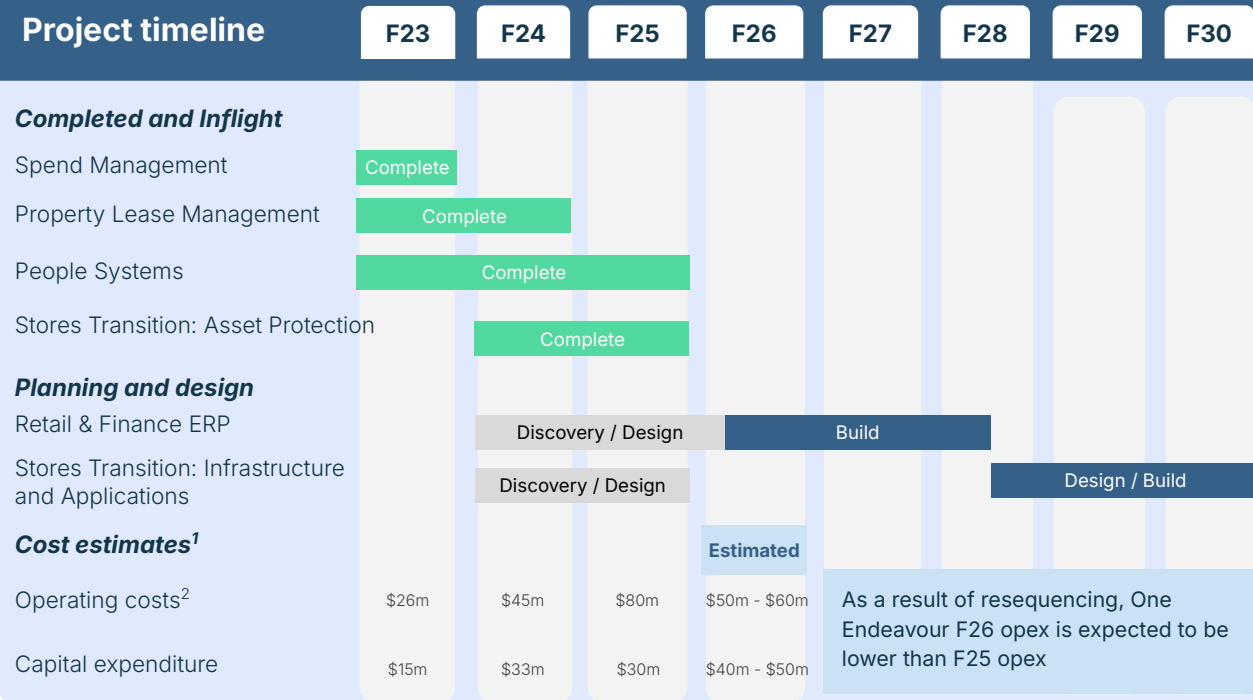 Project timeline F23 F24 F25 F26 F27 F28 F29 F30
Completed and Inflight
Spend Management Complete
Property Lease Management Complete
People Systems Complete
Stores Transition: Asset Protection Complete
Planning and design
Retail & Finance ERP Discovery / Design Build
Stores Transition: Infrastructure
and Applications Discovery / Design Design / Build
Cost estimates¹ Estimated
Operating costs² $26m $45m $80m $50m - $60m
Capital expenditure $15m $33m $30m $40m - $50m
As a result of resequencing, One
Endeavour F26 opex is expected to be
lower than F25 opex